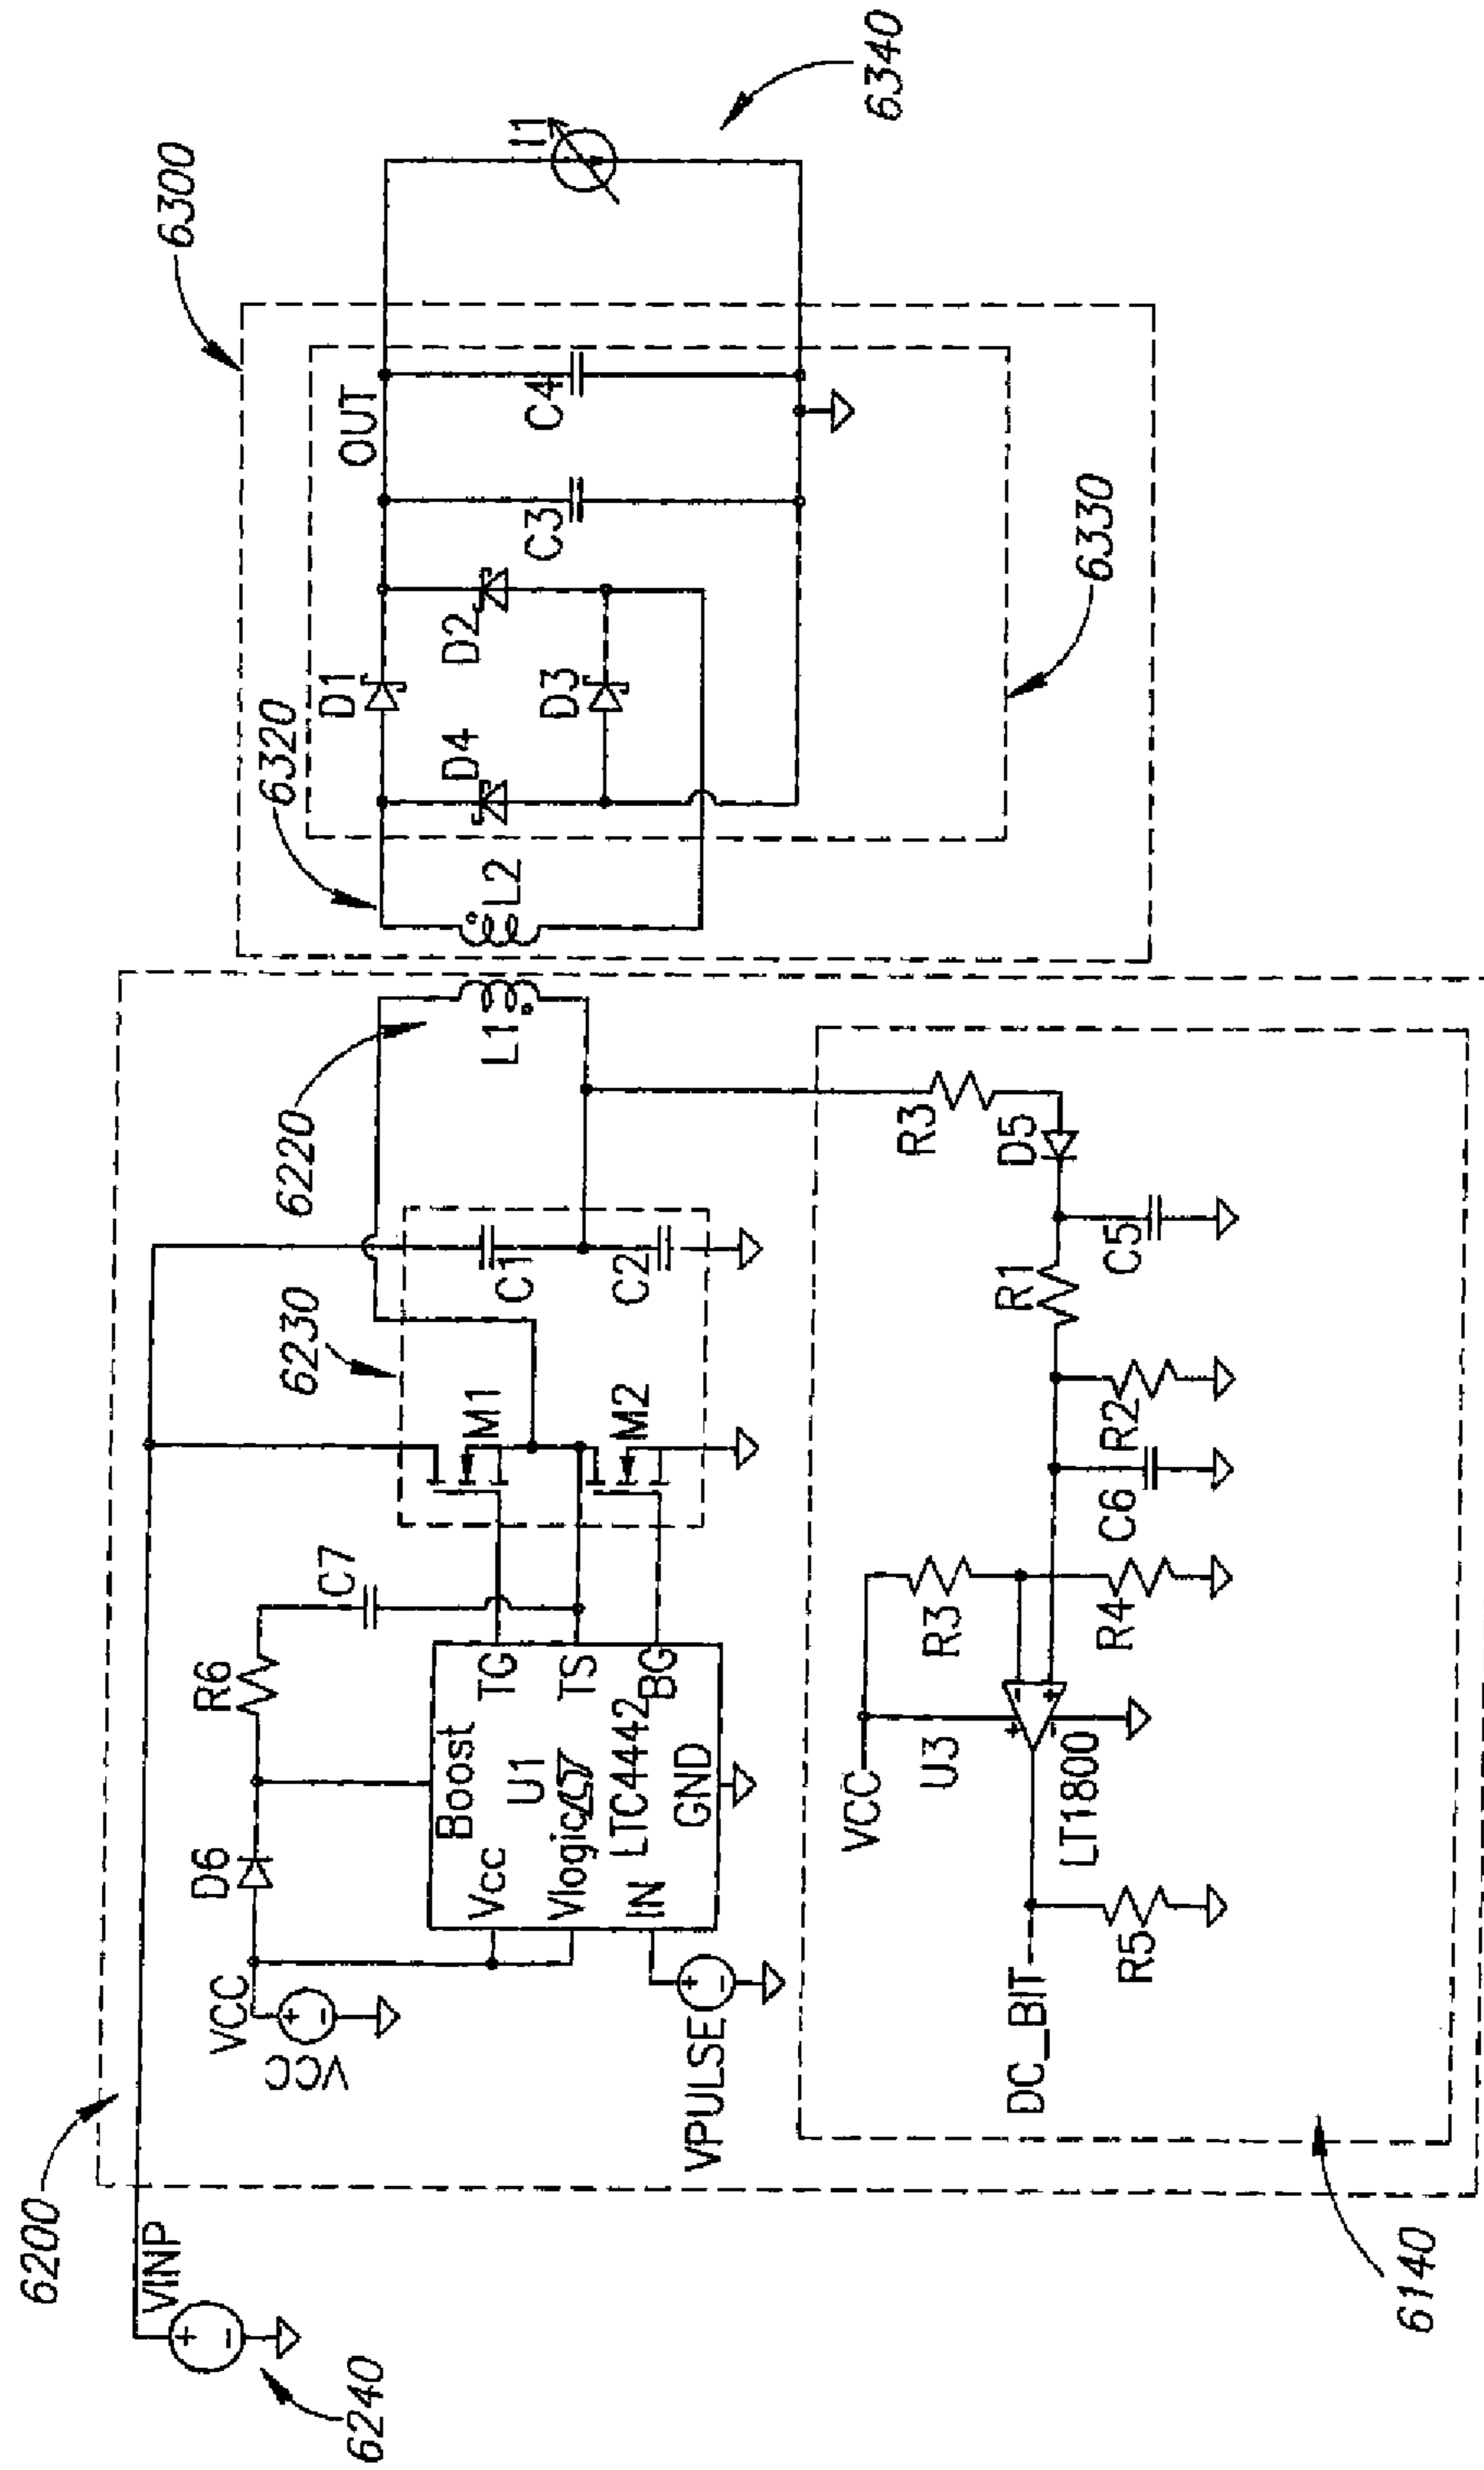 6200
6240
VINP
VCC
VCC
D6
R6
C7
Boost
Vcc
U1
Vlogic
LTC4442
IN
GND
TG
TS
BG
VPULSE
6230
M1
M2
C1
C2
6220
L1
6320
L2
6300
D1
D4
D2
D3
OUT
C3
C4
I1
6340
6330
6140
R3
D5
C5
R1
R2
C6
R3
R4
VCC
U3
LT1800
DC_BIT
R5